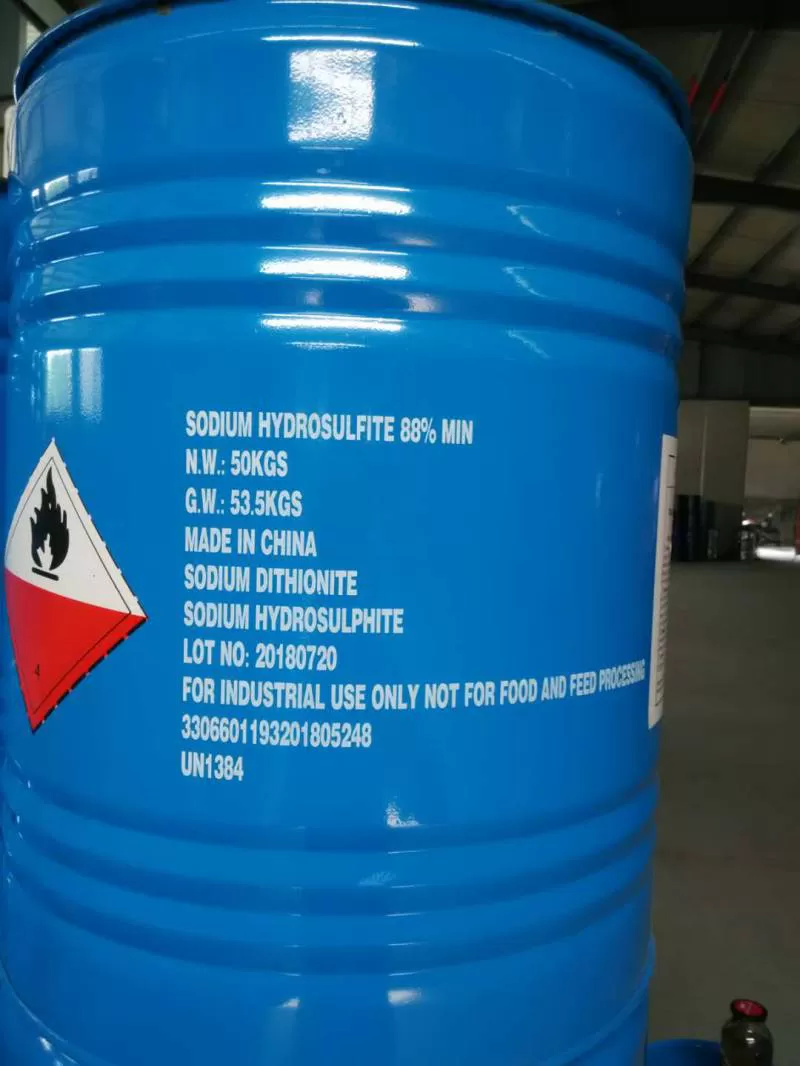 SODIUM HYDROSULFITE 88% MIN
N.W.: 50KGS
G.W.: 53.5KGS
MADE IN CHINA
SODIUM DITHIONITE
SODIUM HYDROSULPHITE
LOT NO: 20180720
FOR INDUSTRIAL USE ONLY NOT FOR FOOD AND FEED PROCESSING
3306601193201805248
UN1384
4